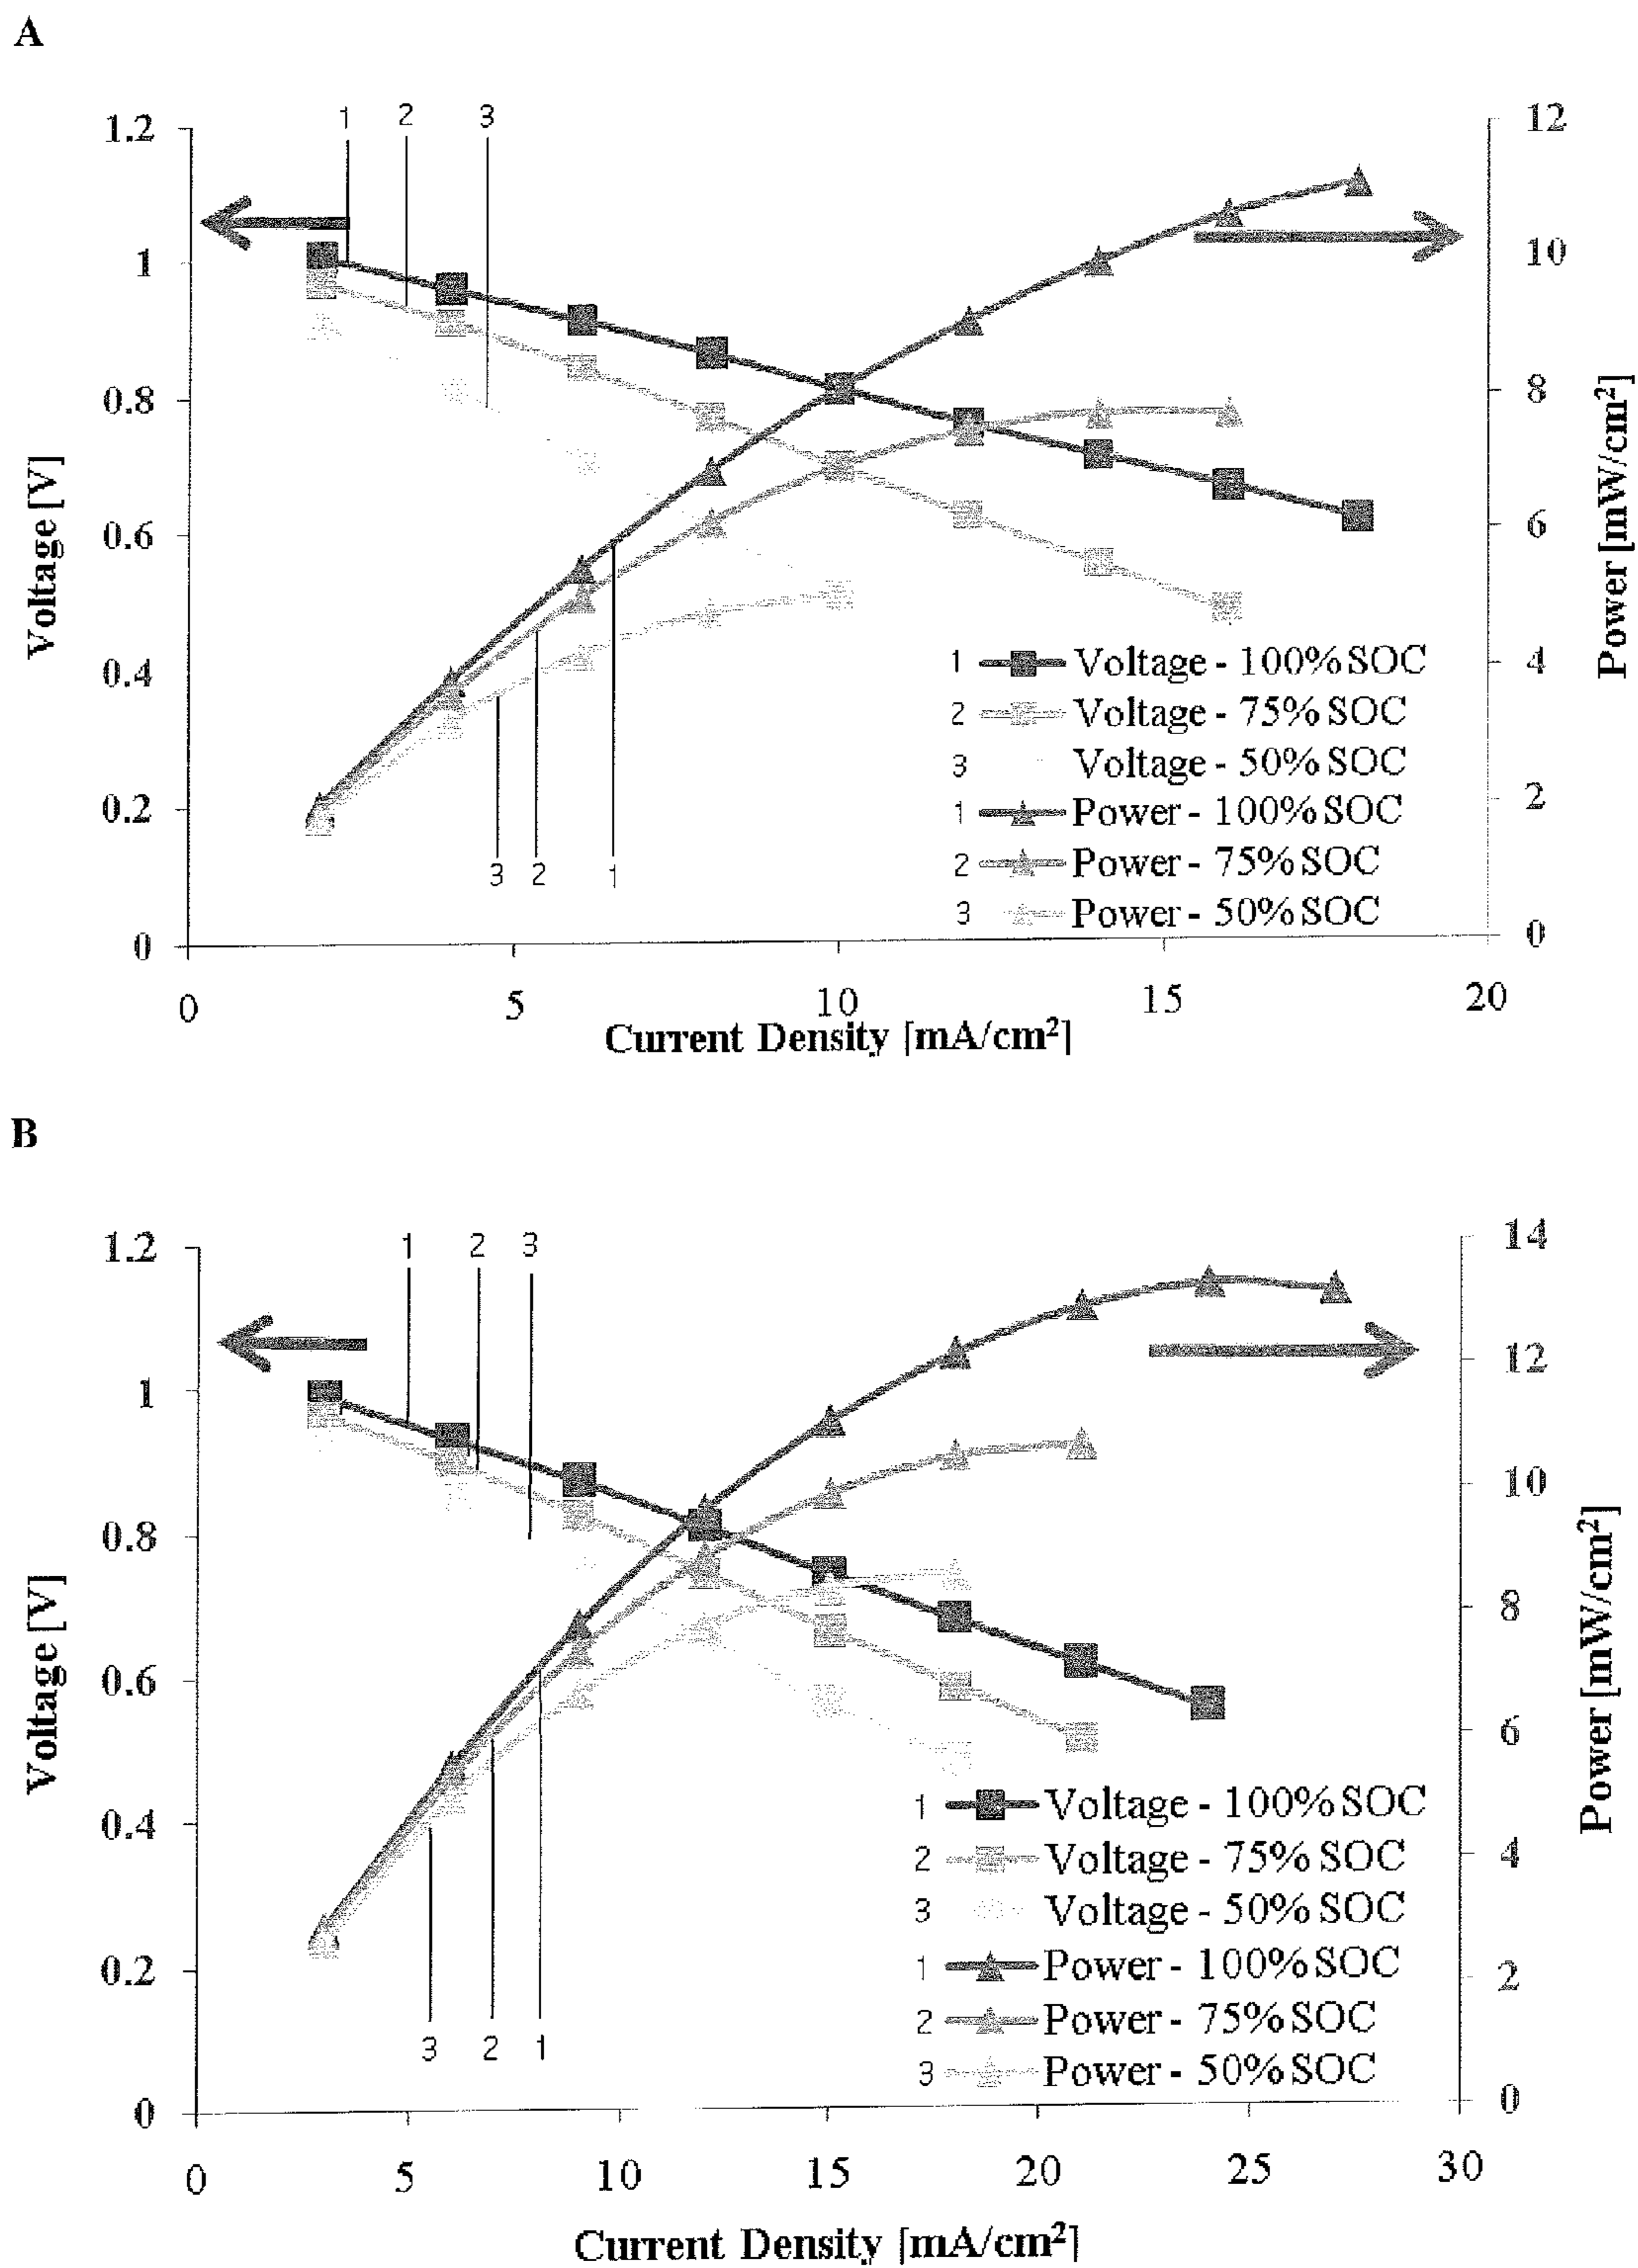 A
1 2 3
1.2
1
0.8
0.6
0.4
0.2
0
12
10
8
6
4
2
0
Voltage [V]
Power [mW/cm²]
1 Voltage - 100% SOC
2 Voltage - 75% SOC
3 Voltage - 50% SOC
1 Power - 100% SOC
2 Power - 75% SOC
3 Power - 50% SOC
3 2 1
0 5 10 15 20
Current Density [mA/cm²]
B
1 2 3
1.2
1
0.8
0.6
0.4
0.2
0
14
12
10
8
6
4
2
0
Voltage [V]
Power [mW/cm²]
1 Voltage - 100% SOC
2 Voltage - 75% SOC
3 Voltage - 50% SOC
1 Power - 100% SOC
2 Power - 75% SOC
3 Power - 50% SOC
3 2 1
0 5 10 15 20 25 30
Current Density [mA/cm²]